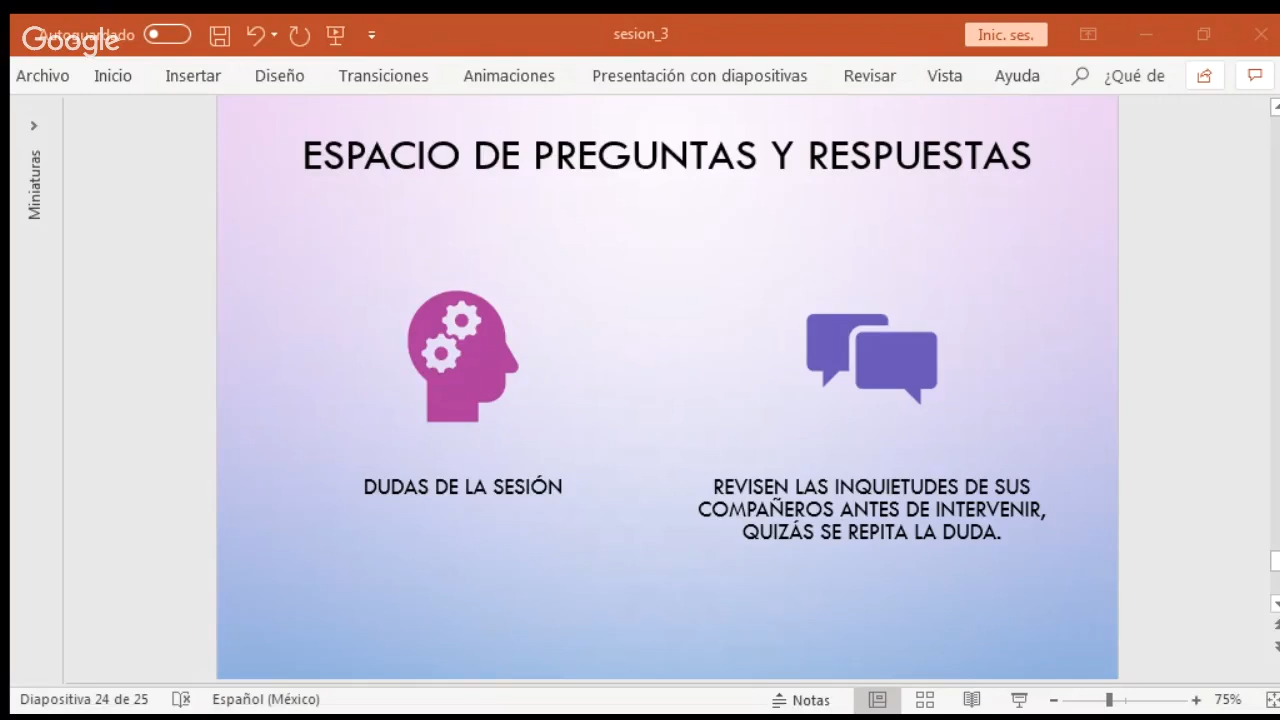 Google
Autoguardado
sesion_3
Inic. ses.
Archivo Inicio Insertar Diseño Transiciones Animaciones Presentación con diapositivas Revisar Vista Ayuda ¿Qué de
Miniaturas
ESPACIO DE PREGUNTAS Y RESPUESTAS
DUDAS DE LA SESIÓN
REVISEN LAS INQUIETUDES DE SUS
COMPAÑEROS ANTES DE INTERVENIR,
QUIZÁS SE REPITA LA DUDA.
Diapositiva 24 de 25 Español (México) Notas 75%